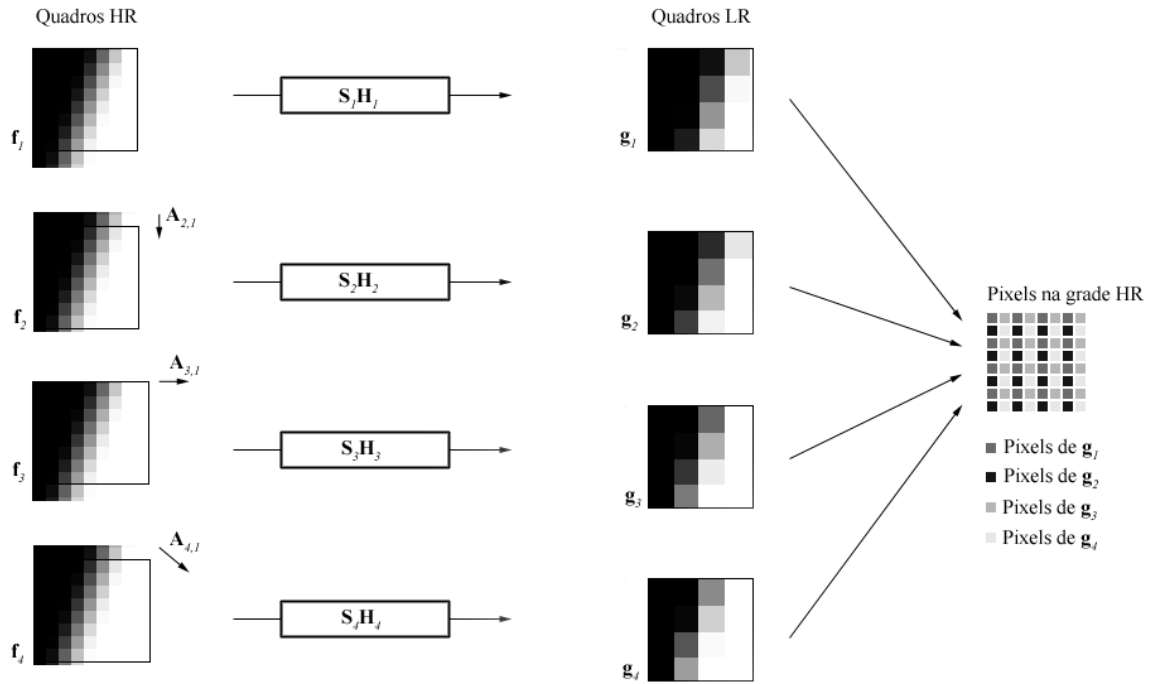 Quadros HR
Quadros LR
f1
S1H1
g1
A2,1
f2
S2H2
g2
Pixels na grade HR
A3,1
f3
S3H3
g3
Pixels de g1
Pixels de g2
Pixels de g3
Pixels de g4
A4,1
f4
S4H4
g4